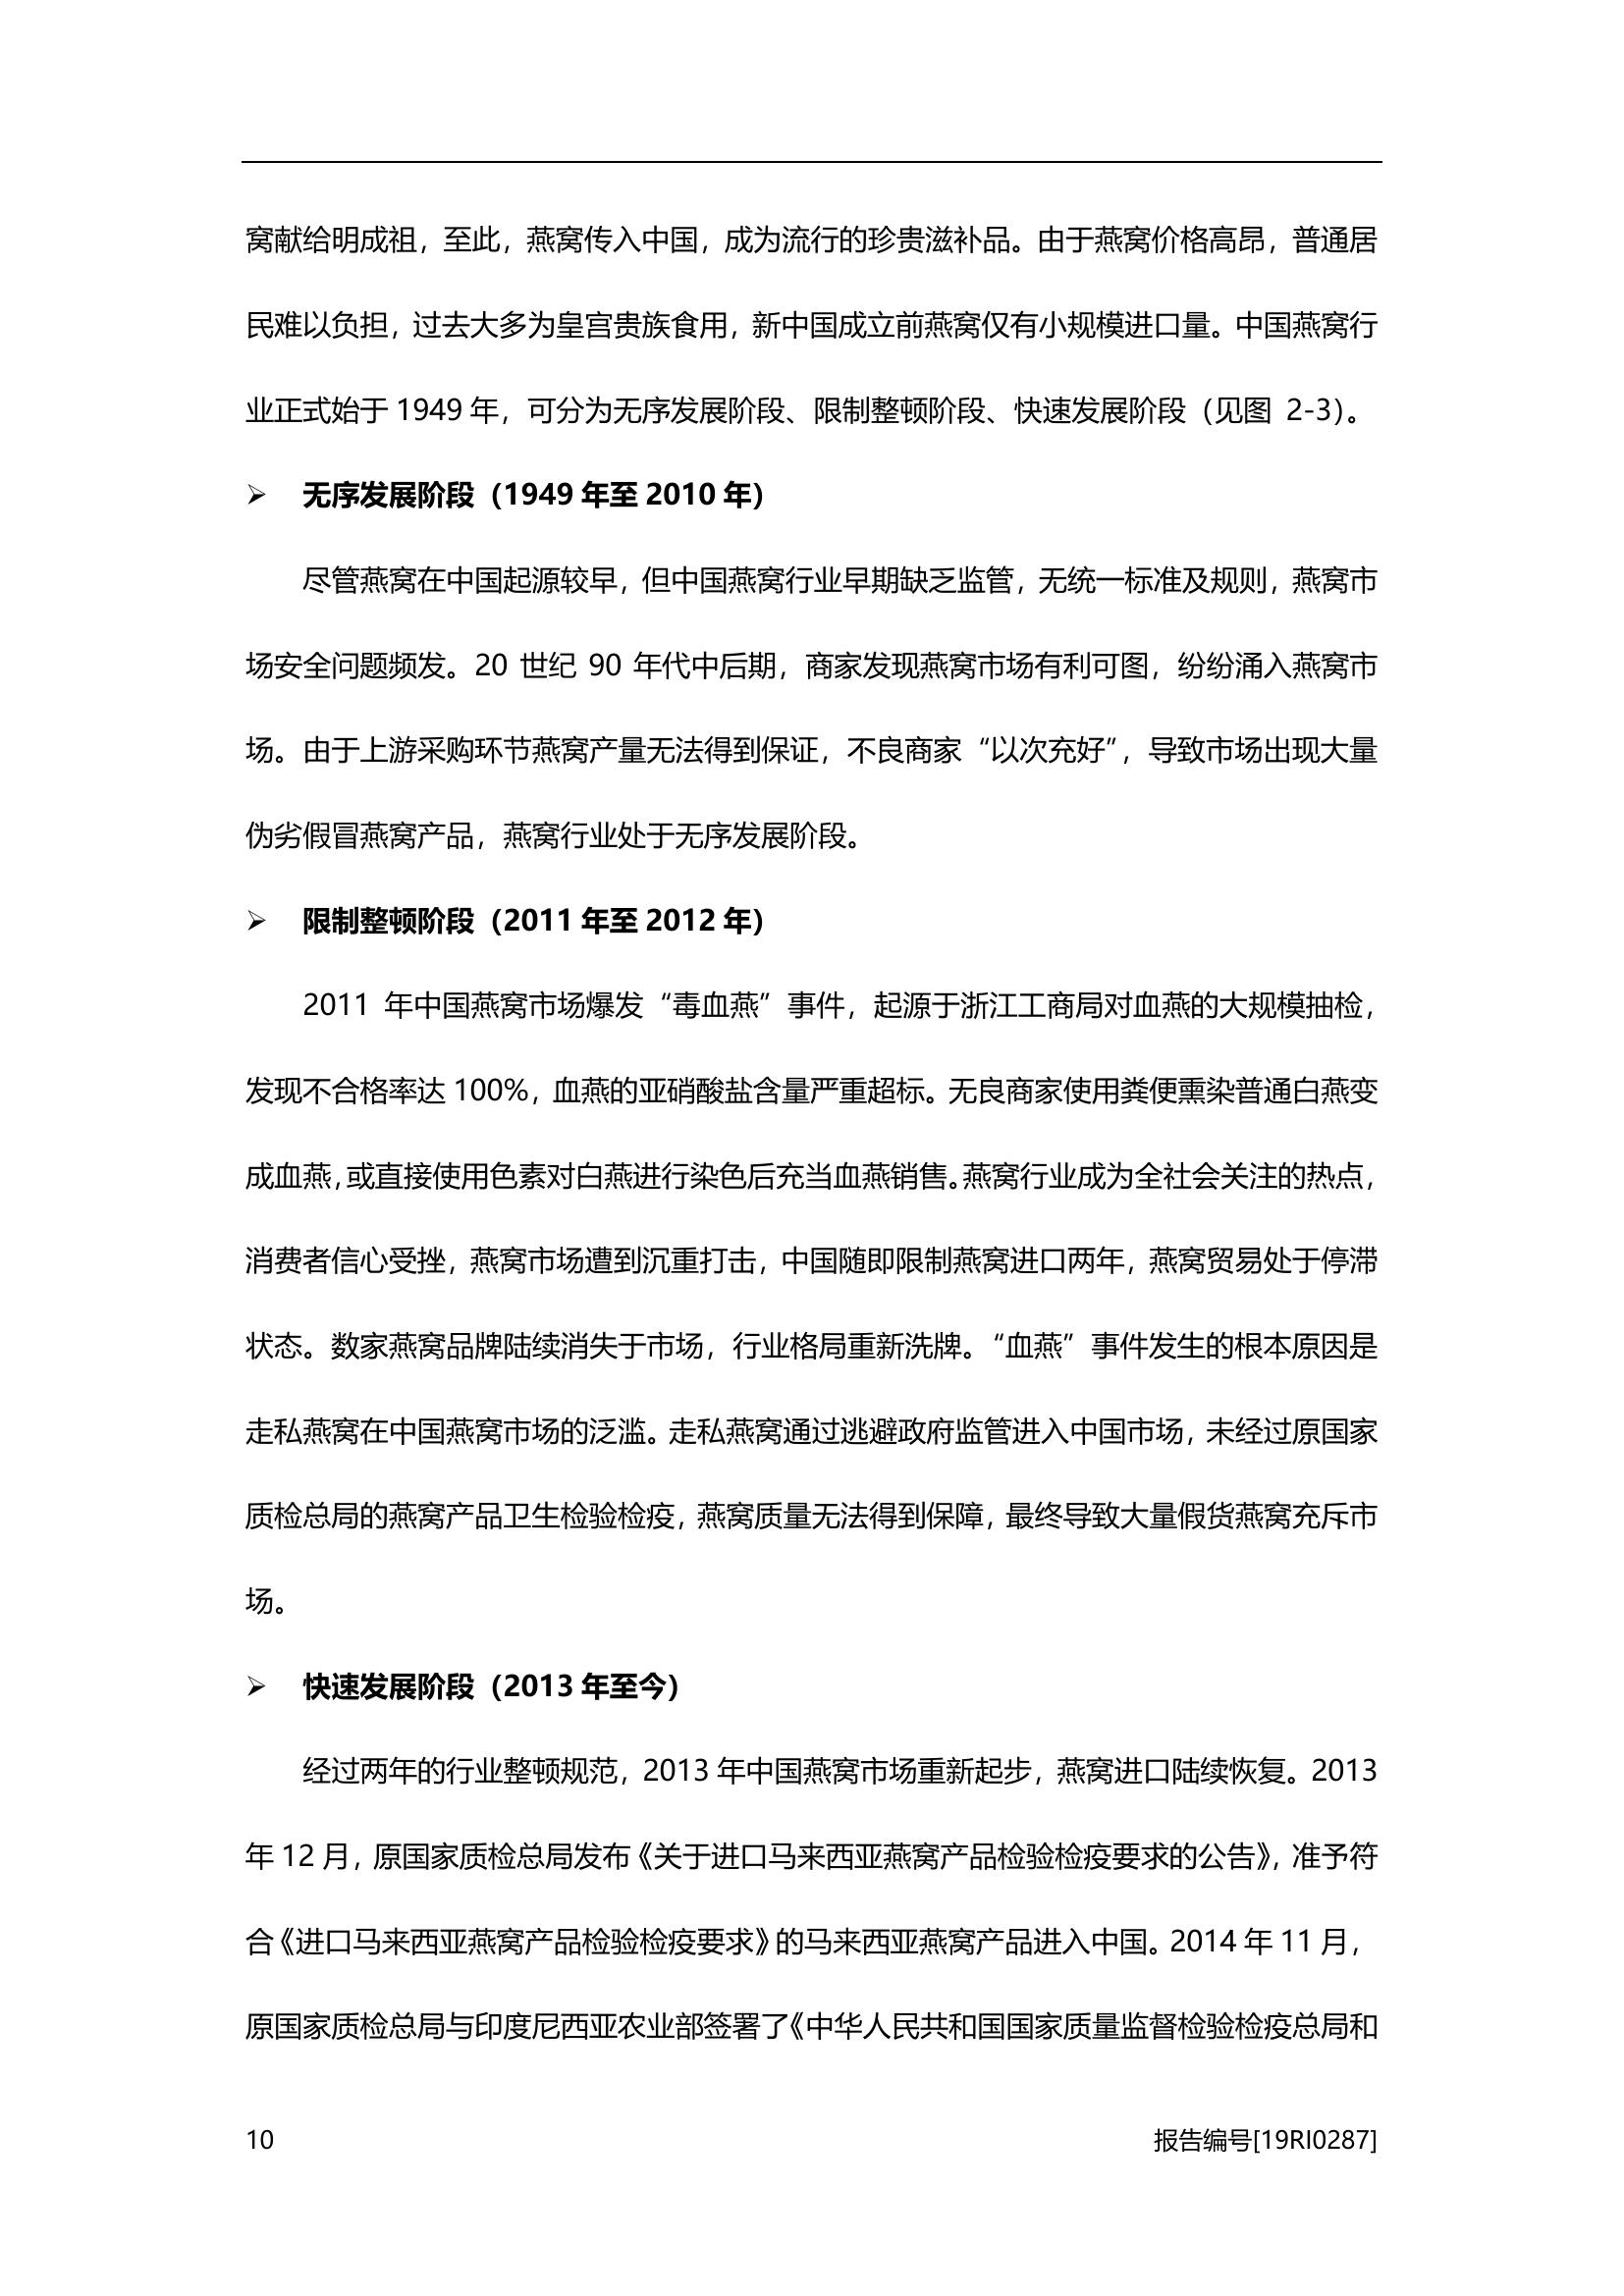 窝献给明成祖，至此，燕窝传入中国，成为流行的珍贵滋补品。由于燕窝价格高昂，普通居
民难以负担，过去大多为皇宫贵族食用，新中国成立前燕窝仅有小规模进口量。中国燕窝行
业正式始于 1949 年，可分为无序发展阶段、限制整顿阶段、快速发展阶段（见图 2-3）。
➢ 无序发展阶段（1949 年至 2010 年）
尽管燕窝在中国起源较早，但中国燕窝行业早期缺乏监管，无统一标准及规则，燕窝市
场安全问题频发。20 世纪 90 年代中后期，商家发现燕窝市场有利可图，纷纷涌入燕窝市
场。由于上游采购环节燕窝产量无法得到保证，不良商家“以次充好”，导致市场出现大量
伪劣假冒燕窝产品，燕窝行业处于无序发展阶段。
➢ 限制整顿阶段（2011 年至 2012 年）
2011 年中国燕窝市场爆发“毒血燕”事件，起源于浙江工商局对血燕的大规模抽检，
发现不合格率达 100%，血燕的亚硝酸盐含量严重超标。无良商家使用粪便熏染普通白燕变
成血燕，或直接使用色素对白燕进行染色后充当血燕销售。燕窝行业成为全社会关注的热点，
消费者信心受挫，燕窝市场遭到沉重打击，中国随即限制燕窝进口两年，燕窝贸易处于停滞
状态。数家燕窝品牌陆续消失于市场，行业格局重新洗牌。“血燕”事件发生的根本原因是
走私燕窝在中国燕窝市场的泛滥。走私燕窝通过逃避政府监管进入中国市场，未经过原国家
质检总局的燕窝产品卫生检验检疫，燕窝质量无法得到保障，最终导致大量假货燕窝充斥市
场。
➢ 快速发展阶段（2013 年至今）
经过两年的行业整顿规范，2013 年中国燕窝市场重新起步，燕窝进口陆续恢复。2013
年 12 月，原国家质检总局发布《关于进口马来西亚燕窝产品检验检疫要求的公告》，准予符
合《进口马来西亚燕窝产品检验检疫要求》的马来西亚燕窝产品进入中国。2014 年 11 月，
原国家质检总局与印度尼西亚农业部签署了《中华人民共和国国家质量监督检验检疫总局和
10 报告编号[19RI0287]